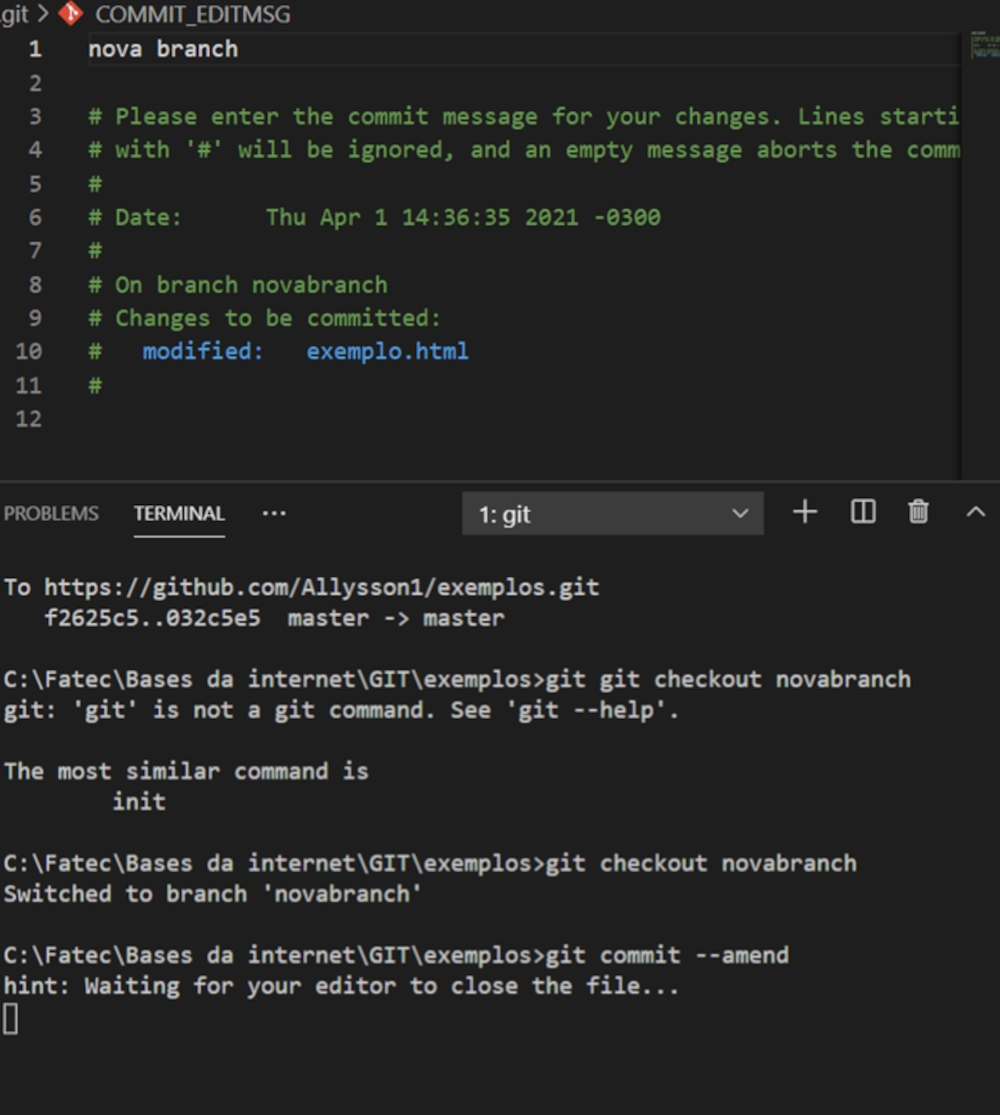 .git > COMMIT_EDITMSG
1 nova branch
2
3 # Please enter the commit message for your changes. Lines starti
4 # with '#' will be ignored, and an empty message aborts the comm
5 #
6 # Date:      Thu Apr 1 14:36:35 2021 -0300
7 #
8 # On branch novabranch
9 # Changes to be committed:
10 #   modified:   exemplo.html
11 #
12
PROBLEMS TERMINAL ··· 1: git
To https://github.com/Allysson1/exemplos.git
   f2625c5..032c5e5  master -> master
C:\Fatec\Bases da internet\GIT\exemplos>git git checkout novabranch
git: 'git' is not a git command. See 'git --help'.
The most similar command is
        init
C:\Fatec\Bases da internet\GIT\exemplos>git checkout novabranch
Switched to branch 'novabranch'
C:\Fatec\Bases da internet\GIT\exemplos>git commit --amend
hint: Waiting for your editor to close the file...